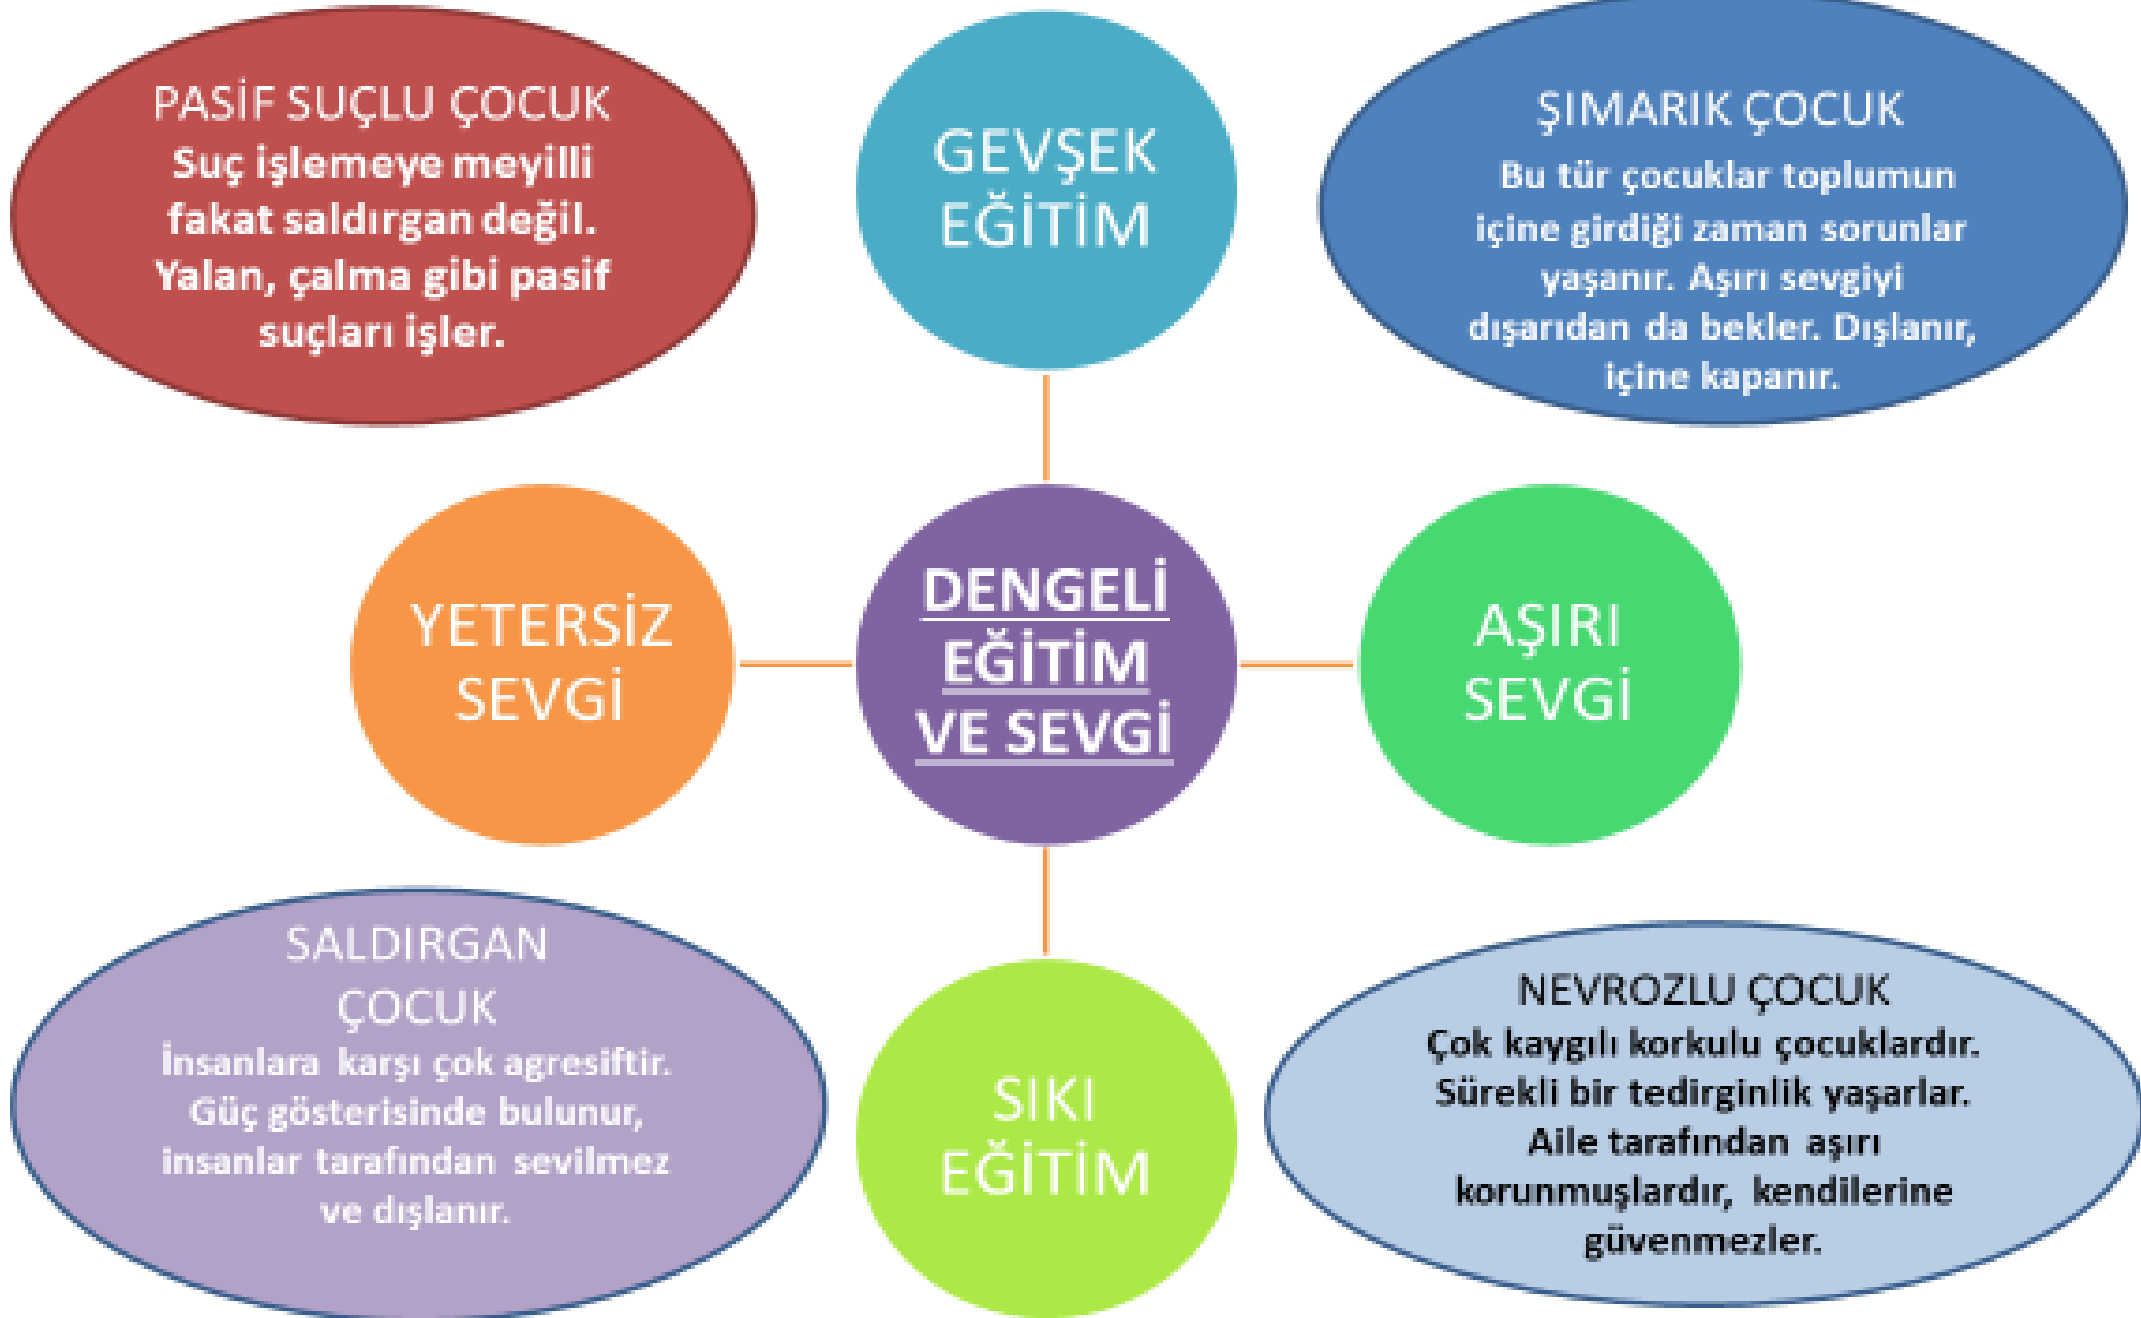 PASİF SUÇLU ÇOCUK
Suç işlemeye meyilli
fakat saldırgan değil.
Yalan, çalma gibi pasif
suçları işler.
GEVŞEK
EĞİTİM
ŞIMARIK ÇOCUK
Bu tür çocuklar toplumun
içine girdiği zaman sorunlar
yaşanır. Aşırı sevgiyi
dışarıdan da bekler. Dışlanır,
içine kapanır.
YETERSİZ
SEVGİ
DENGELİ
EĞİTİM
VE SEVGİ
AŞIRI
SEVGİ
SALDIRGAN
ÇOCUK
İnsanlara karşı çok agresiftir.
Güç gösterisinde bulunur,
insanlar tarafından sevilmez
ve dışlanır.
SIKI
EĞİTİM
NEVROZLU ÇOCUK
Çok kaygılı korkulu çocuklardır.
Sürekli bir tedirginlik yaşarlar.
Aile tarafından aşırı
korunmuşlardır, kendilerine
güvenmezler.